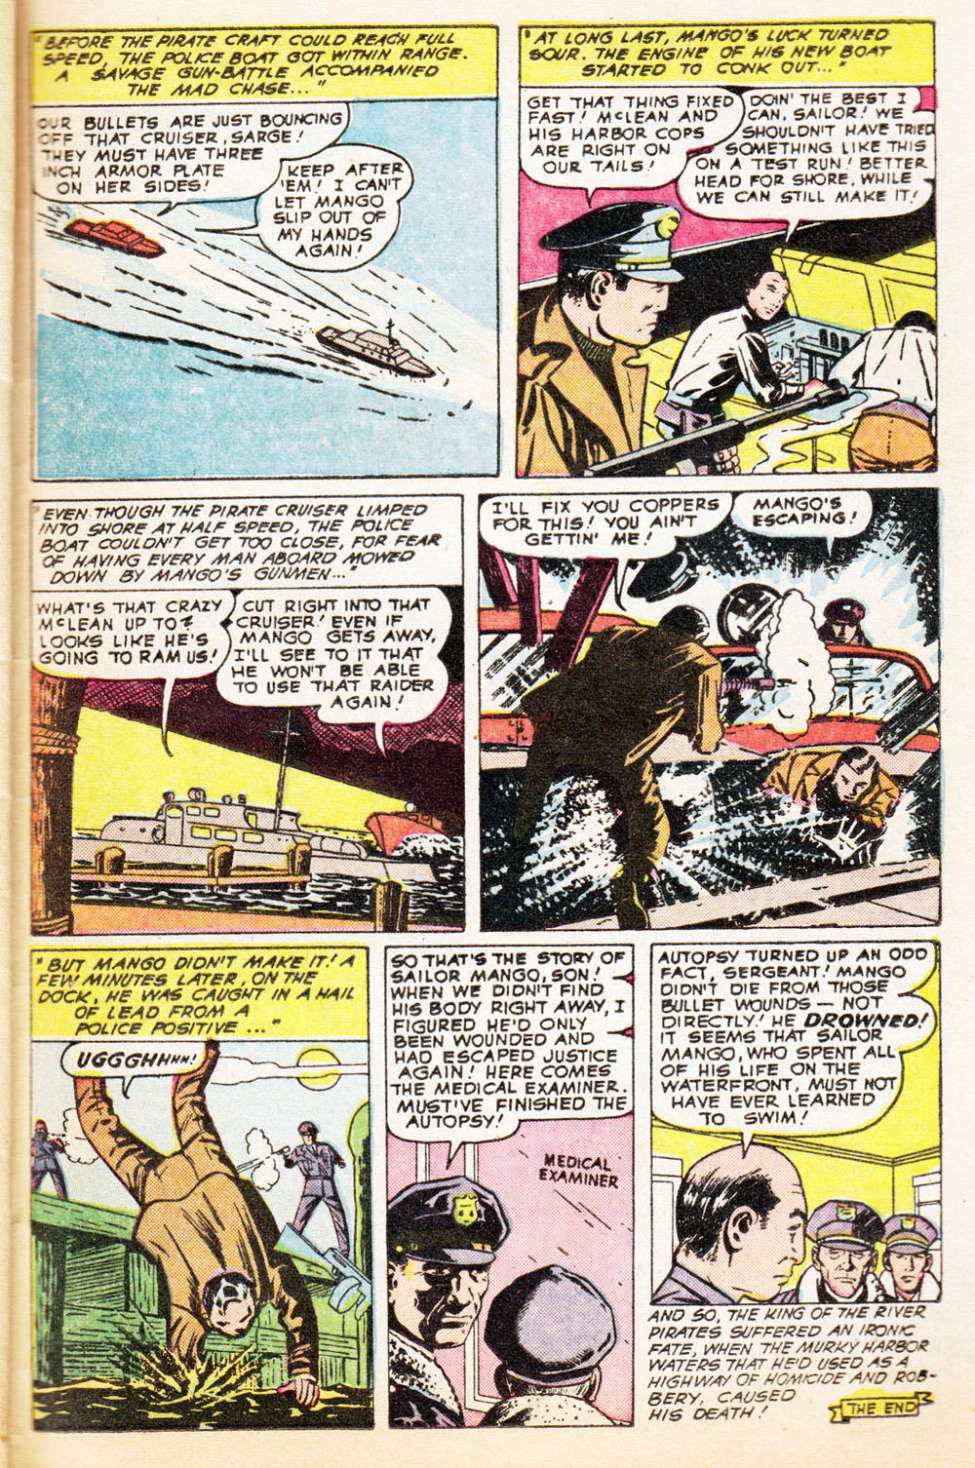 "BEFORE THE PIRATE CRAFT COULD REACH FULL
SPEED, THE POLICE BOAT GOT WITHIN RANGE.
A SAVAGE GUN-BATTLE ACCOMPANIED
THE MAD CHASE..."
OUR BULLETS ARE JUST BOUNCING
OFF THAT CRUISER, SARGE!
THEY MUST HAVE THREE
INCH ARMOR PLATE
ON HER SIDES!
KEEP AFTER
'EM! I CAN'T
LET MANGO
SLIP OUT OF
MY HANDS
AGAIN!
"AT LONG LAST, MANGO'S LUCK TURNED
SOUR. THE ENGINE OF HIS NEW BOAT
STARTED TO CONK OUT..."
GET THAT THING FIXED
FAST! McLEAN AND
HIS HARBOR COPS
ARE RIGHT ON
OUR TAILS!
DOIN' THE BEST I
CAN, SAILOR! WE
SHOULDN'T HAVE TRIED
SOMETHING LIKE THIS
ON A TEST RUN! BETTER
HEAD FOR SHORE, WHILE
WE CAN STILL MAKE IT!
"EVEN THOUGH THE PIRATE CRUISER LIMPED
INTO SHORE AT HALF SPEED, THE POLICE
BOAT COULDN'T GET TOO CLOSE, FOR FEAR
OF HAVING EVERY MAN ABOARD MOWED
DOWN BY MANGO'S GUNMEN..."
WHAT'S THAT CRAZY
McLEAN UP TO?
LOOKS LIKE HE'S
GOING TO RAM US!
CUT RIGHT INTO THAT
CRUISER! EVEN IF
MANGO GETS AWAY,
I'LL SEE TO IT THAT
HE WON'T BE ABLE
TO USE THAT RAIDER
AGAIN!
I'LL FIX YOU COPPERS
FOR THIS! YOU AIN'T
GETTIN' ME!
MANGO'S
ESCAPING!
"BUT MANGO DIDN'T MAKE IT! A
FEW MINUTES LATER, ON THE
DOCK, HE WAS CAUGHT IN A HAIL
OF LEAD FROM A
POLICE POSITIVE..."
UGGGHHHH!
SO THAT'S THE STORY OF
SAILOR MANGO, SON!
WHEN WE DIDN'T FIND
HIS BODY RIGHT AWAY, I
FIGURED HE'D ONLY
BEEN WOUNDED AND
HAD ESCAPED JUSTICE
AGAIN! HERE COMES
THE MEDICAL EXAMINER.
MUST'VE FINISHED THE
AUTOPSY!
MEDICAL
EXAMINER
AUTOPSY TURNED UP AN ODD
FACT, SERGEANT! MANGO
DIDN'T DIE FROM THOSE
BULLET WOUNDS — NOT
DIRECTLY! HE DROWNED!
IT SEEMS THAT SAILOR
MANGO, WHO SPENT ALL
OF HIS LIFE ON THE
WATERFRONT, MUST NOT
HAVE EVER LEARNED
TO SWIM!
AND SO, THE KING OF THE RIVER
PIRATES SUFFERED AN IRONIC
FATE, WHEN THE MURKY HARBOR
WATERS THAT HE'D USED AS A
HIGHWAY OF HOMICIDE AND ROB-
BERY, CAUSED
HIS DEATH!
THE END